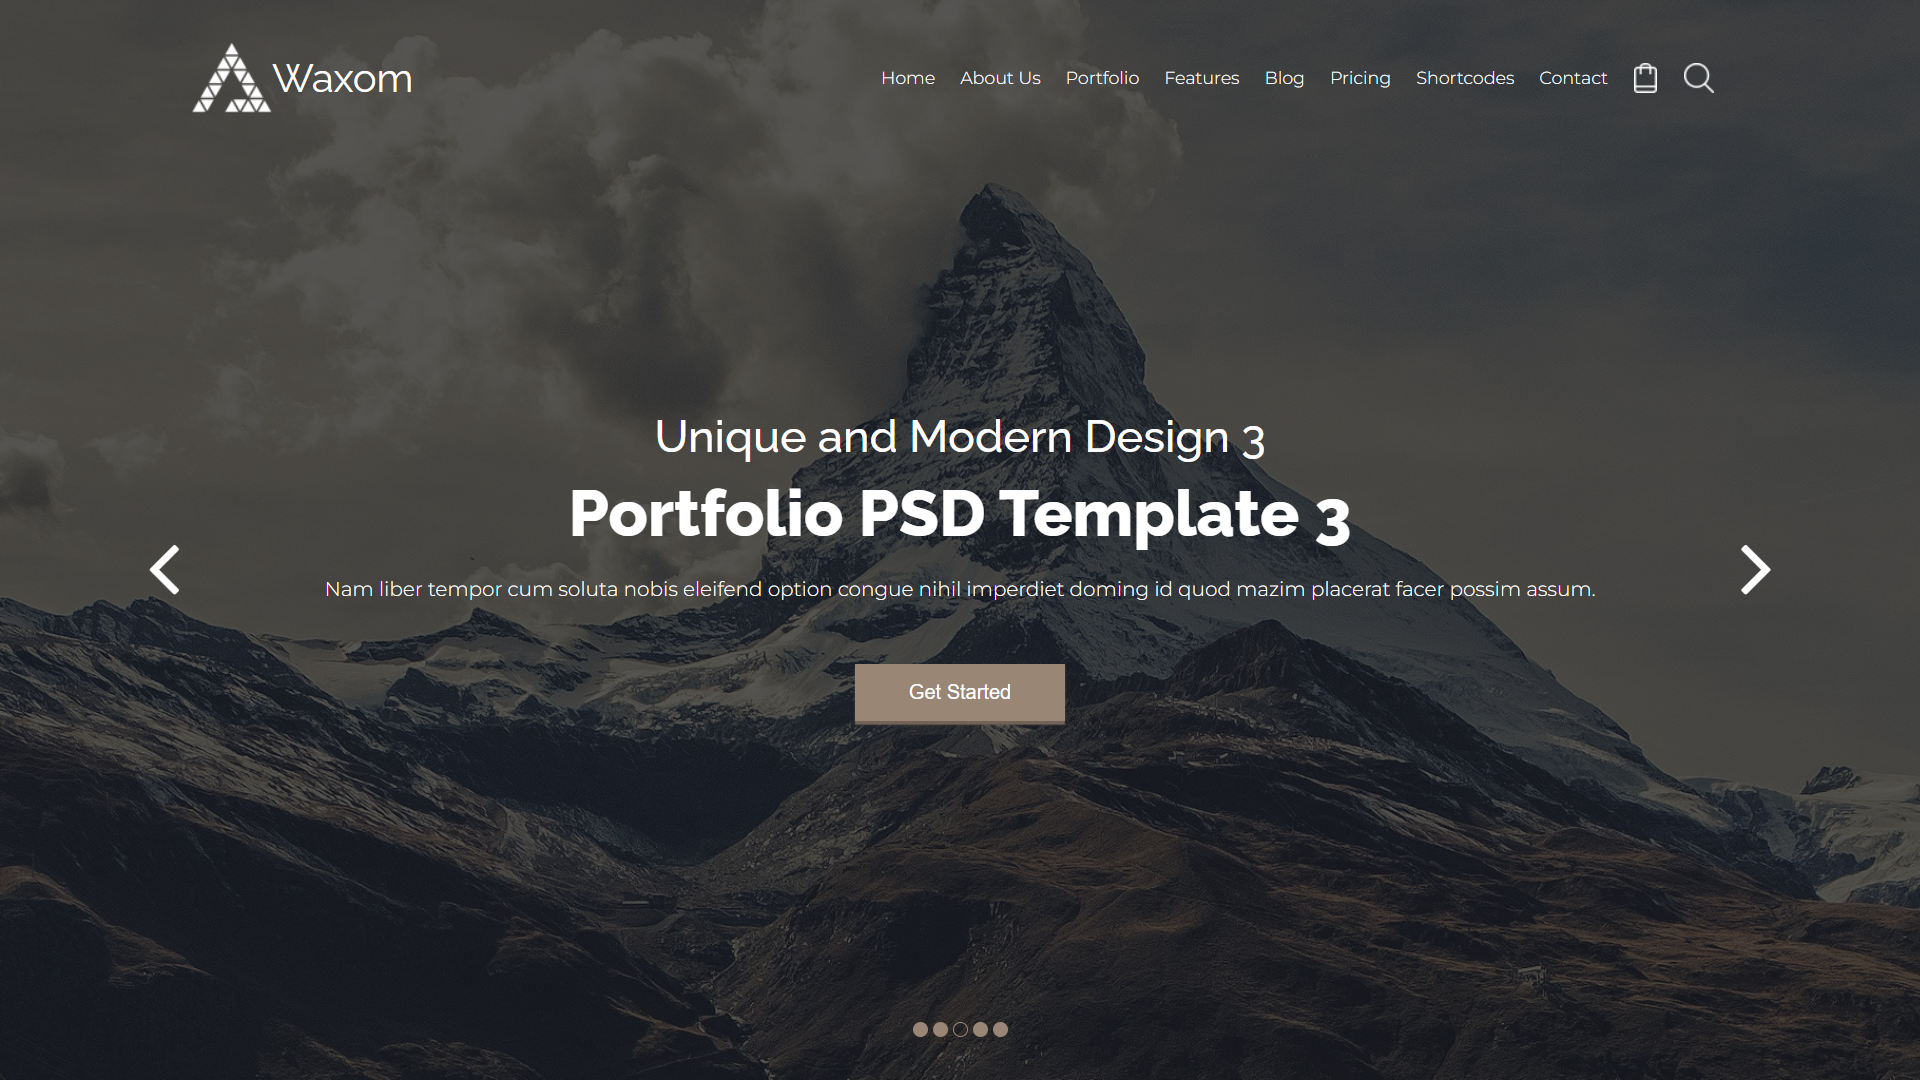 Waxom
Home About Us Portfolio Features Blog Pricing Shortcodes Contact
Unique and Modern Design 3
Portfolio PSD Template 3
Nam liber tempor cum soluta nobis eleifend option congue nihil imperdiet doming id quod mazim placerat facer possim assum.
Get Started